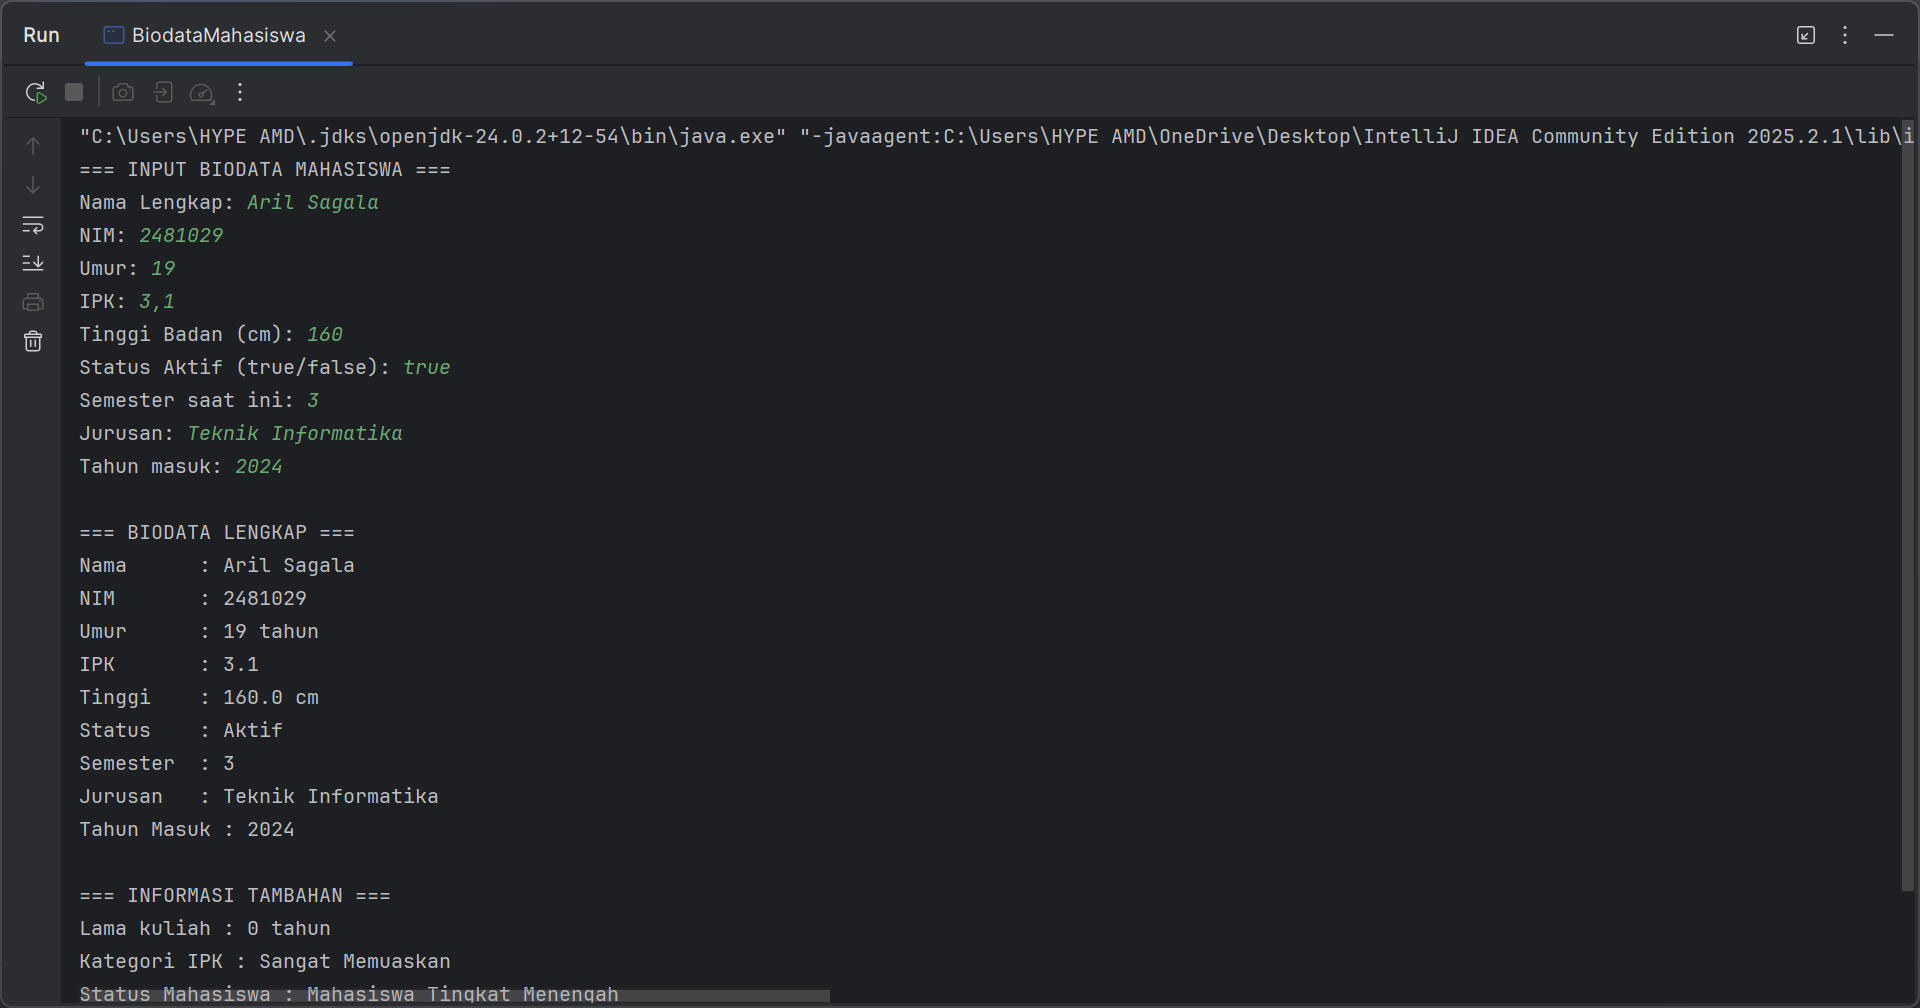 Run BiodataMahasiswa
"C:\Users\HYPE AMD\.jdks\openjdk-24.0.2+12-54\bin\java.exe" "-javaagent:C:\Users\HYPE AMD\OneDrive\Desktop\IntelliJ IDEA Community Edition 2025.2.1\lib\i
=== INPUT BIODATA MAHASISWA ===
Nama Lengkap: Aril Sagala
NIM: 2481029
Umur: 19
IPK: 3,1
Tinggi Badan (cm): 160
Status Aktif (true/false): true
Semester saat ini: 3
Jurusan: Teknik Informatika
Tahun masuk: 2024
=== BIODATA LENGKAP ===
Nama      : Aril Sagala
NIM       : 2481029
Umur      : 19 tahun
IPK       : 3.1
Tinggi    : 160.0 cm
Status    : Aktif
Semester  : 3
Jurusan   : Teknik Informatika
Tahun Masuk : 2024
=== INFORMASI TAMBAHAN ===
Lama kuliah : 0 tahun
Kategori IPK : Sangat Memuaskan
Status Mahasiswa : Mahasiswa Tingkat Menengah